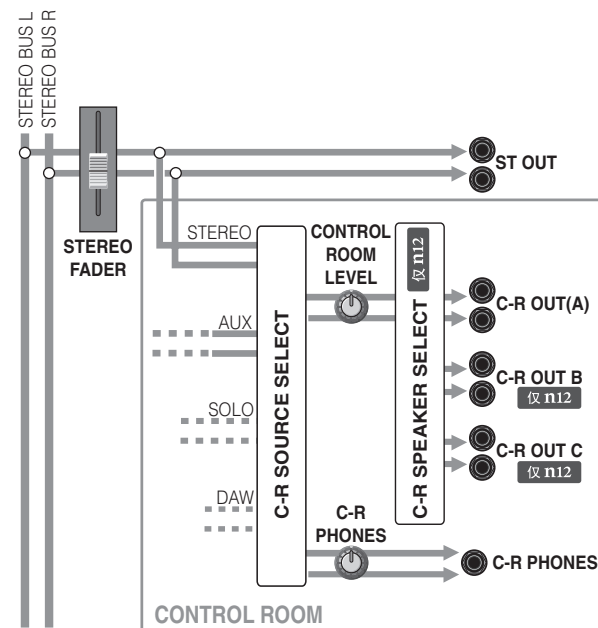 STEREO BUS L
STEREO BUS R
ST OUT
STEREO
FADER
STEREO
CONTROL
ROOM
LEVEL
仅 n12
C-R OUT(A)
AUX
C-R SOURCE SELECT
C-R SPEAKER SELECT
C-R OUT B
仅 n12
SOLO
C-R OUT C
仅 n12
DAW
C-R
PHONES
C-R PHONES
CONTROL ROOM